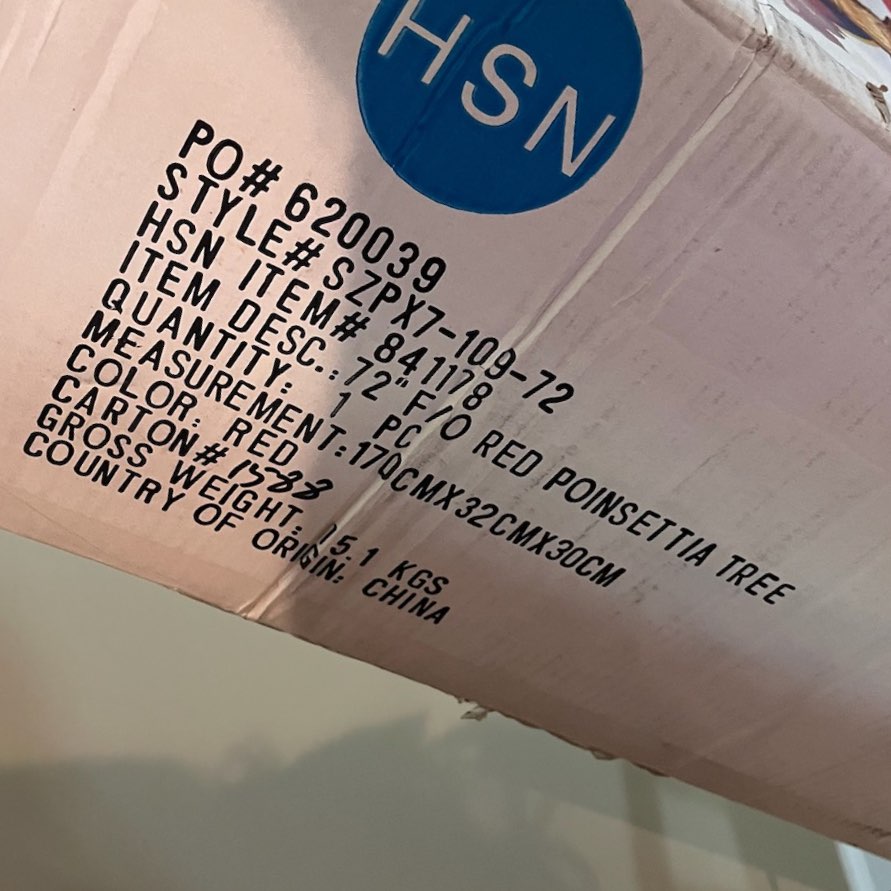 HSN
PO# 620039
STYLE# SZPX7-109-72
HSN ITEM# 841178
ITEM DESC.: 72" F/O RED POINSETTIA TREE
QUANTITY: 1 PC
MEASUREMENT: 170CMX32CMX30CM
COLOR: RED
CARTON# 1588
GROSS WEIGHT: 15.1 KGS
COUNTRY OF ORIGIN: CHINA